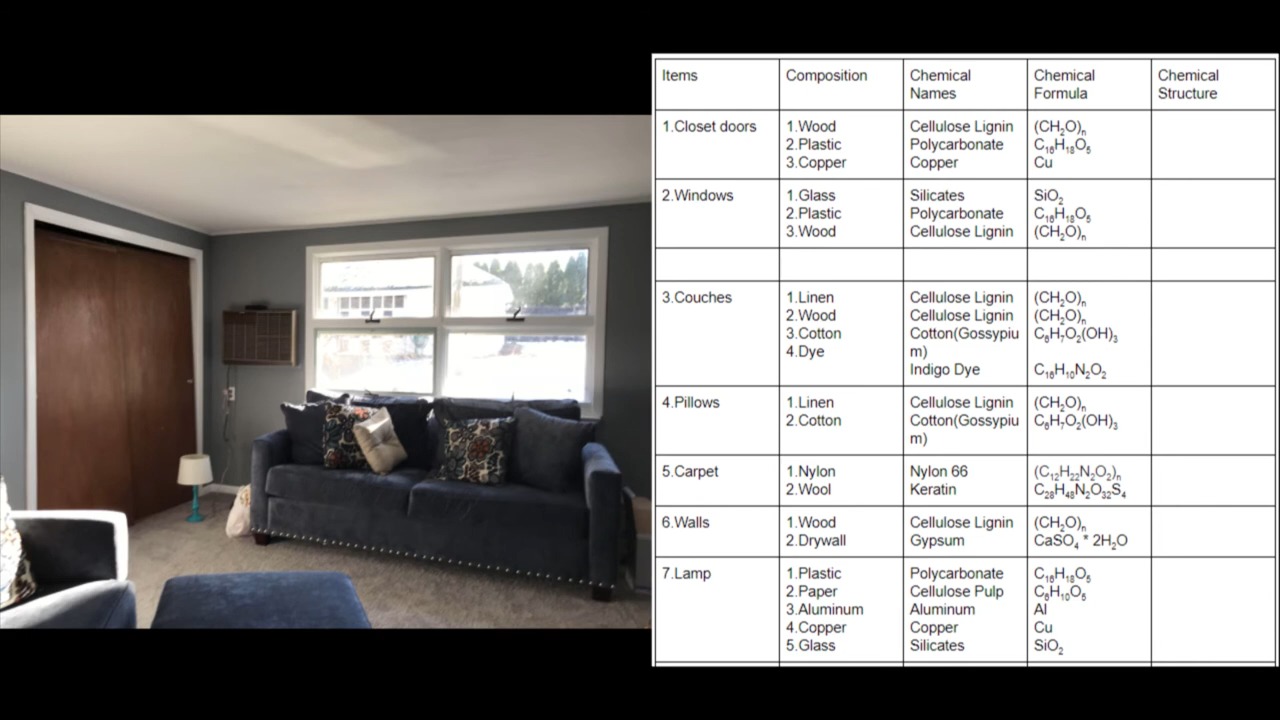 Items Composition Chemical Names Chemical Formula Chemical Structure
1.Closet doors 1.Wood Cellulose Lignin (CH₂O)ₙ
2.Plastic Polycarbonate C₁₆H₁₈O₅
3.Copper Copper Cu
2.Windows 1.Glass Silicates SiO₂
2.Plastic Polycarbonate C₁₆H₁₈O₅
3.Wood Cellulose Lignin (CH₂O)ₙ
3.Couches 1.Linen Cellulose Lignin (CH₂O)ₙ
2.Wood Cellulose Lignin (CH₂O)ₙ
3.Cotton Cotton(Gossypiu C₆H₇O₂(OH)₃
4.Dye m)
Indigo Dye C₁₆H₁₀N₂O₂
4.Pillows 1.Linen Cellulose Lignin (CH₂O)ₙ
2.Cotton Cotton(Gossypiu C₆H₇O₂(OH)₃
m)
5.Carpet 1.Nylon Nylon 66 (C₁₂H₂₂N₂O₂)ₙ
2.Wool Keratin C₂₈H₄₈N₂O₃₂S₄
6.Walls 1.Wood Cellulose Lignin (CH₂O)ₙ
2.Drywall Gypsum CaSO₄ * 2H₂O
7.Lamp 1.Plastic Polycarbonate C₁₆H₁₈O₅
2.Paper Cellulose Pulp C₆H₁₀O₅
3.Aluminum Aluminum Al
4.Copper Copper Cu
5.Glass Silicates SiO₂